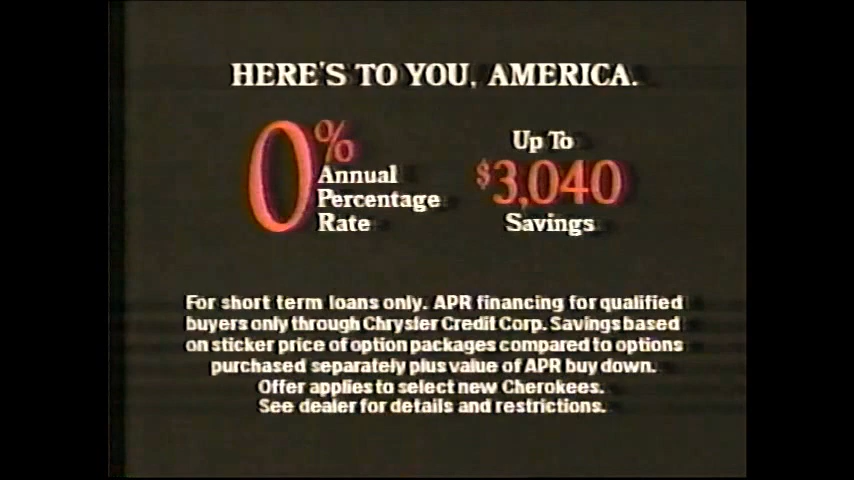 HERE'S TO YOU, AMERICA.
0%
Annual
Percentage
Rate
Up To
$3,040
Savings
For short term loans only. APR financing for qualified
buyers only through Chrysler Credit Corp. Savings based
on sticker price of option packages compared to options
purchased separately plus value of APR buy down.
Offer applies to select new Cherokees.
See dealer for details and restrictions.